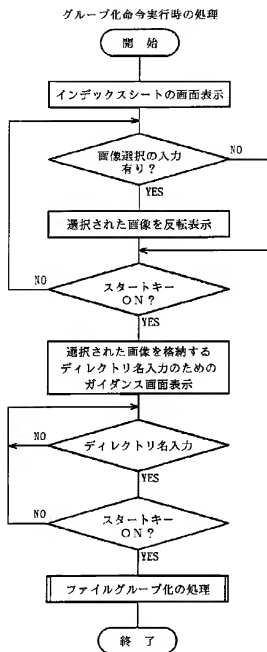 グループ化命令実行時の処理
開始
インデックスシートの画面表示
画像選択の入力
有り?
NO
YES
選択された画像を反転表示
NO
スタートキー
ON?
YES
選択された画像を格納する
ディレクトリ名入力のための
ガイダンス画面表示
NO
ディレクトリ名入力
YES
NO
スタートキー
ON?
YES
ファイルグループ化の処理
終了